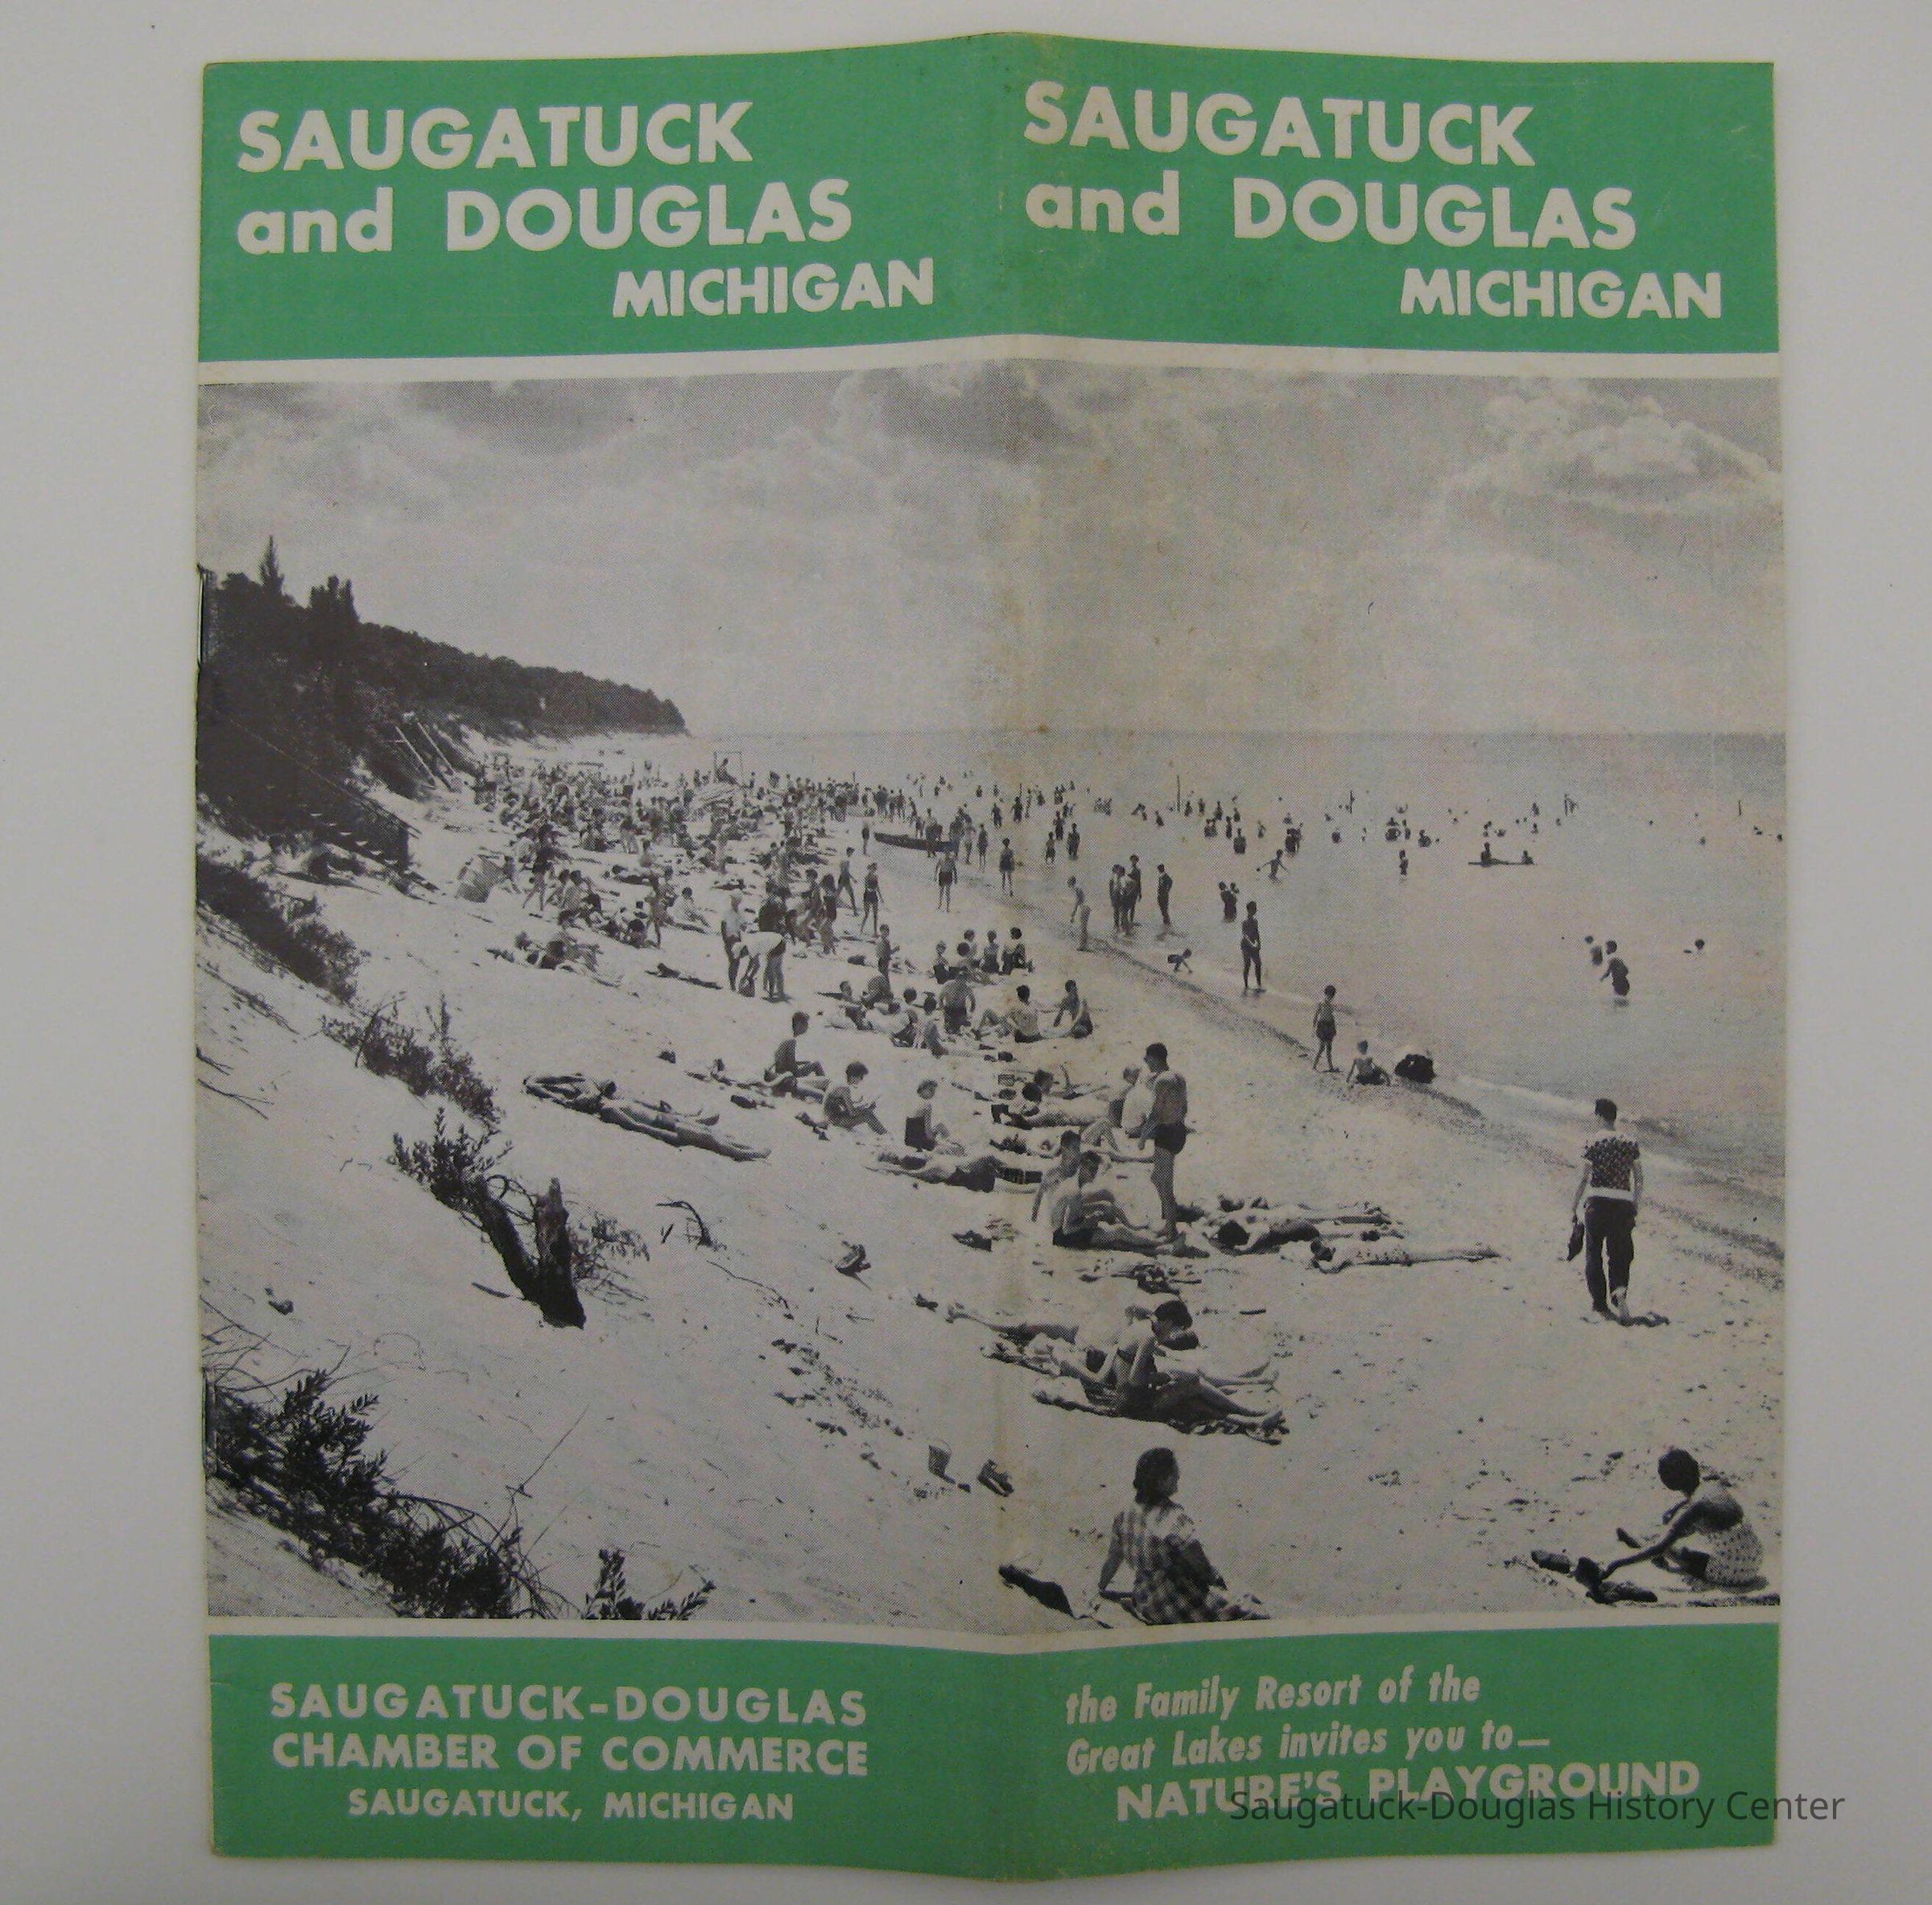 SAUGATUCK
and DOUGLAS
MICHIGAN
SAUGATUCK
and DOUGLAS
MICHIGAN
SAUGATUCK-DOUGLAS
CHAMBER OF COMMERCE
SAUGATUCK, MICHIGAN
the Family Resort of the
Great Lakes invites you to—
NATURE'S PLAYGROUND
Saugatuck-Douglas History Center